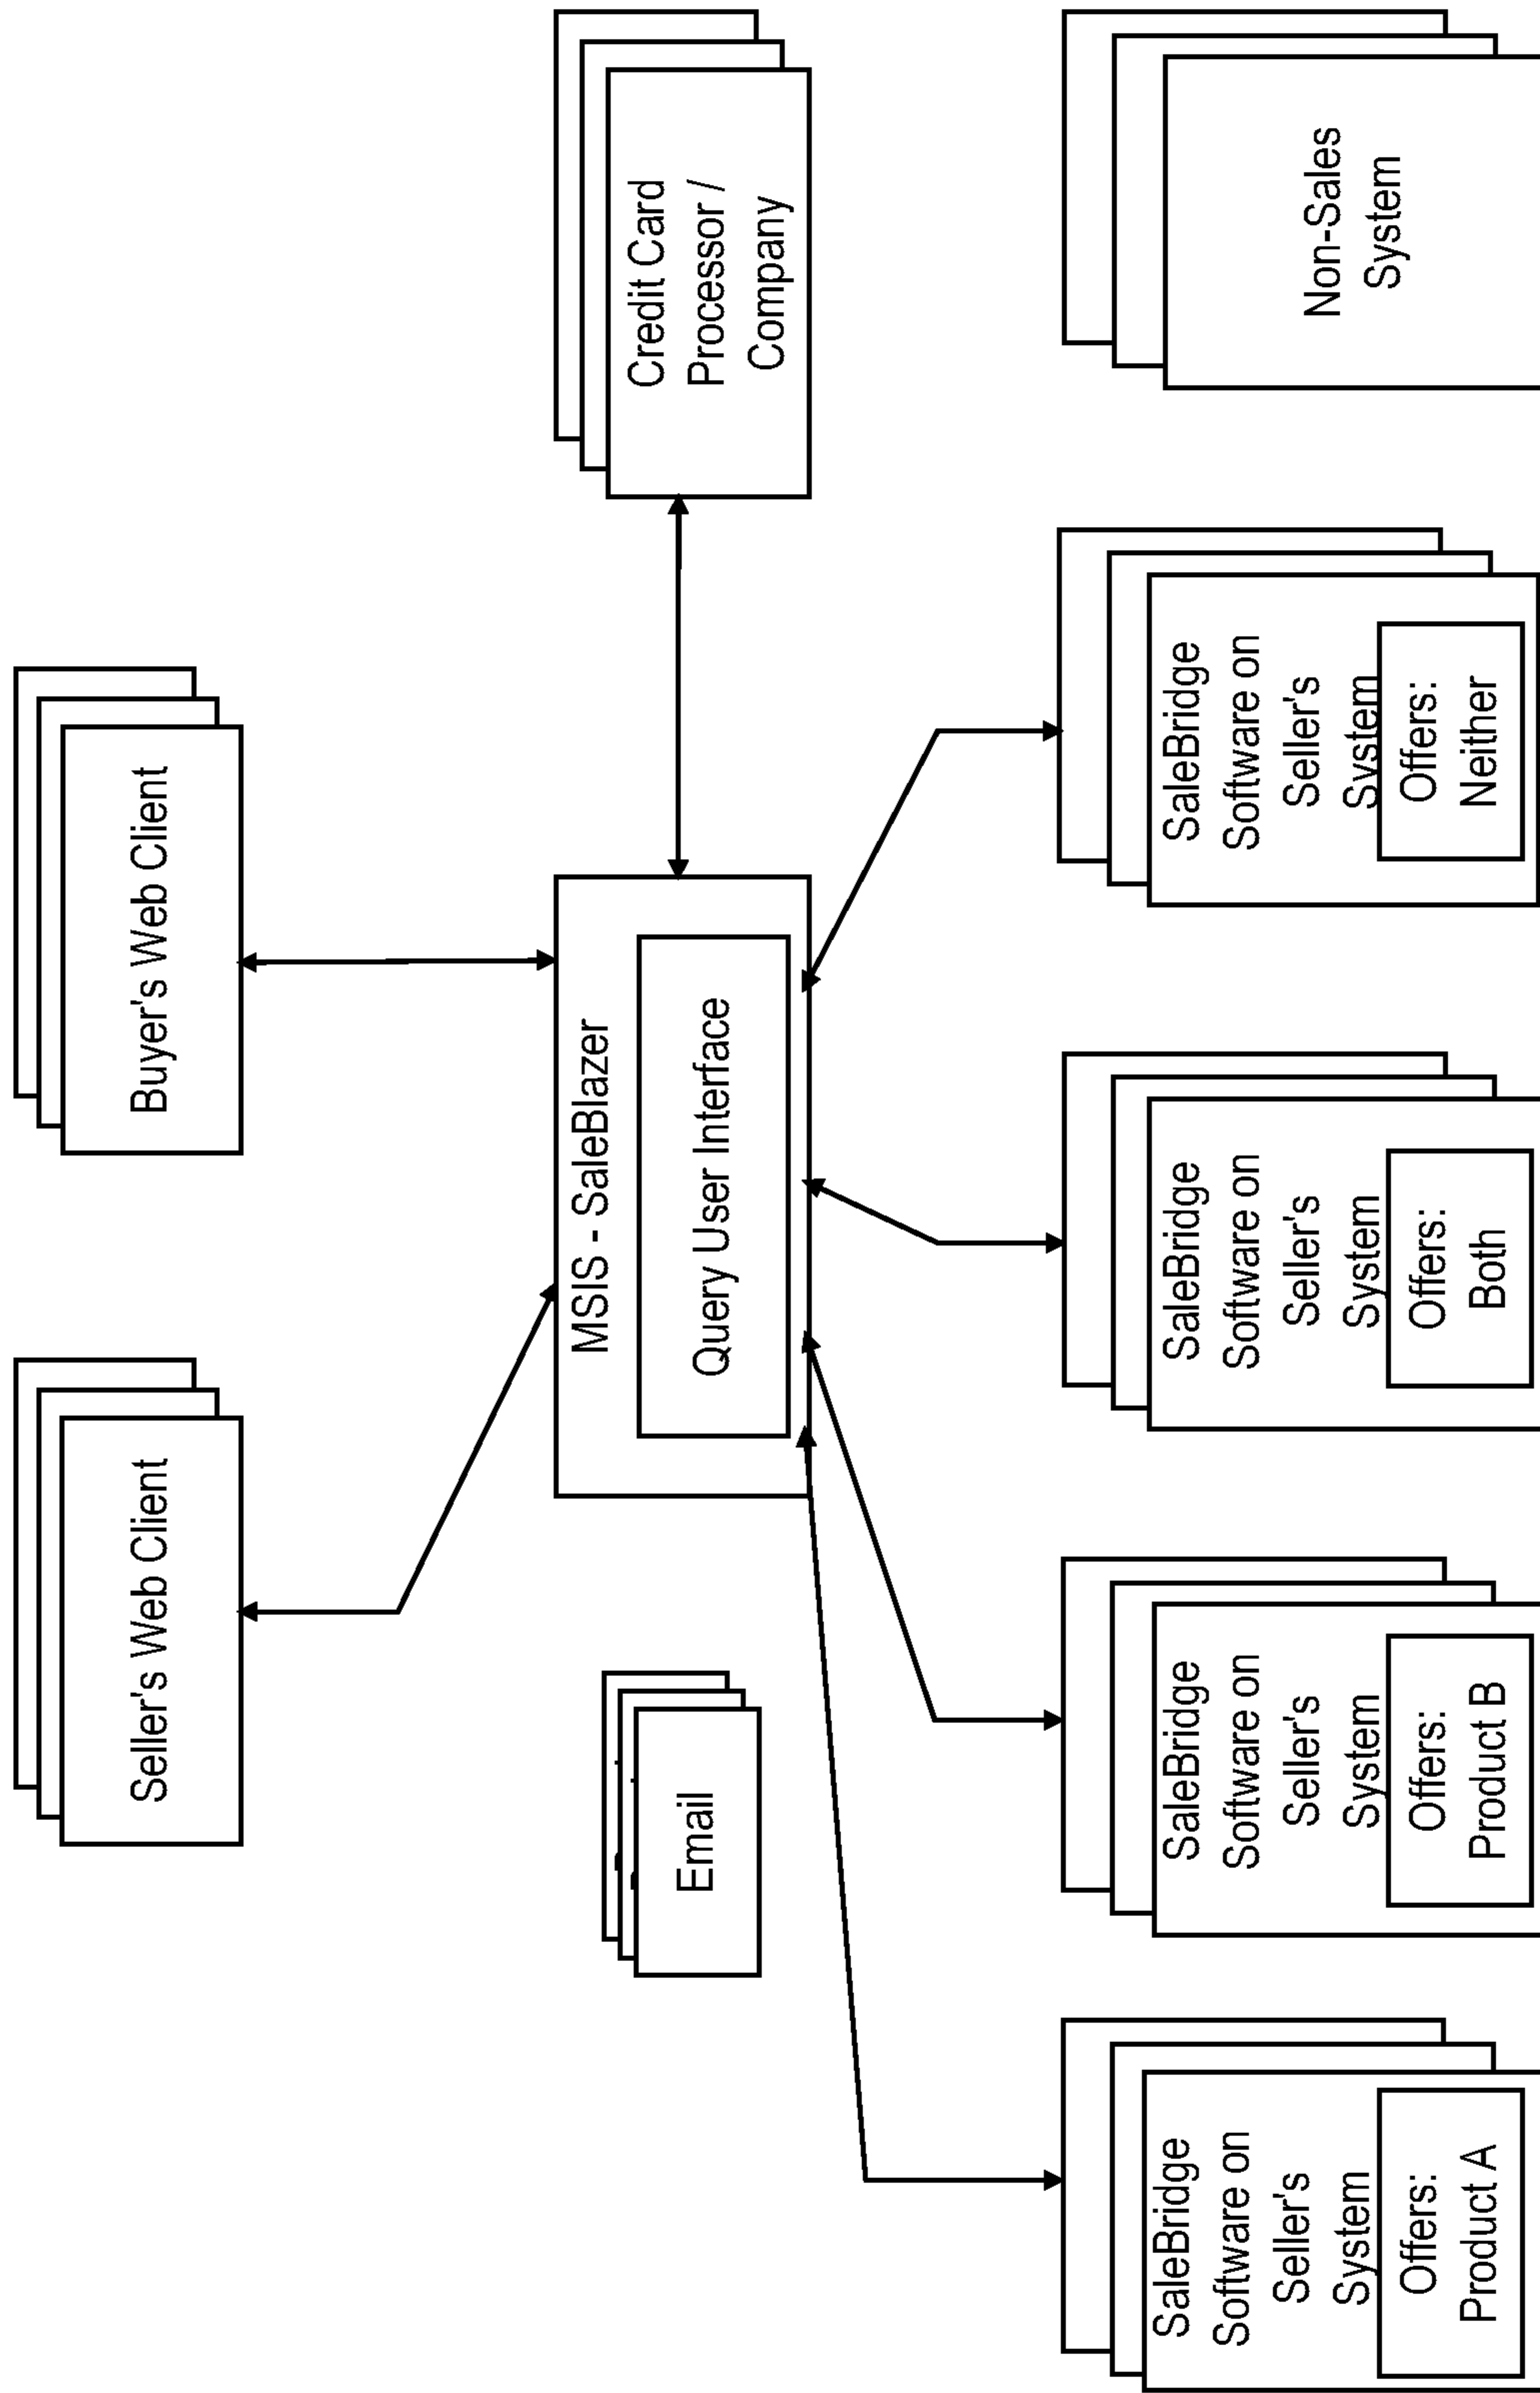 Seller's Web Client
Buyer's Web Client
MSIS - SaleBlazer
Query User Interface
Email
Credit Card
Processor /
Company
SaleBridge
Software on
Seller's
System
Offers:
Product A
SaleBridge
Software on
Seller's
System
Offers:
Product B
SaleBridge
Software on
Seller's
System
Offers:
Both
SaleBridge
Software on
Seller's
System
Offers:
Neither
Non-Sales
System